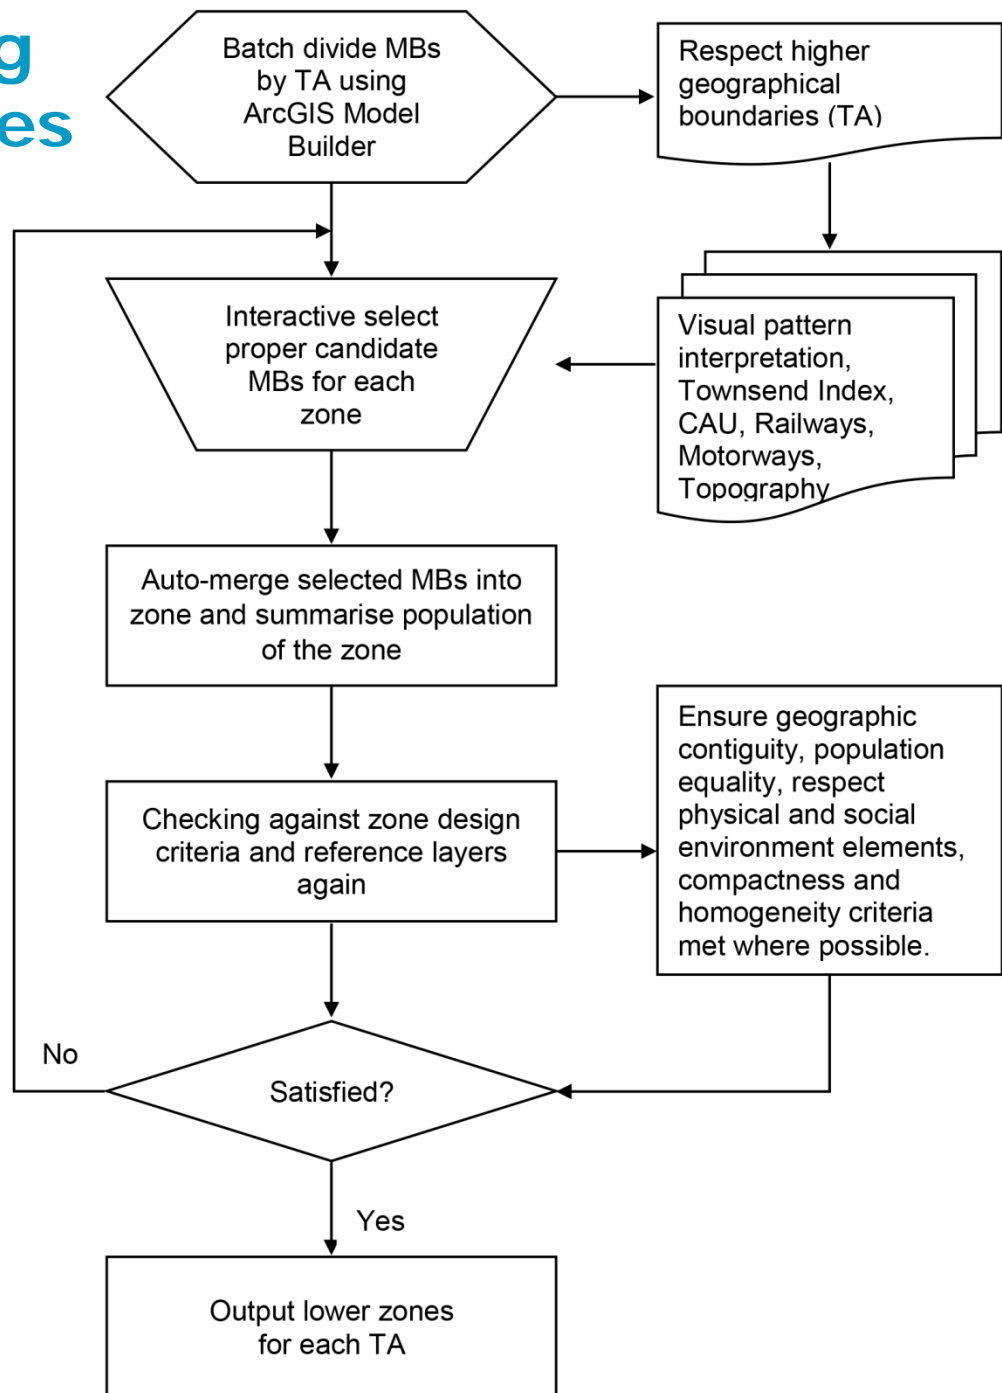 g
es
Batch divide MBs
by TA using
ArcGIS Model
Builder
Respect higher
geographical
boundaries (TA)
Interactive select
proper candidate
MBs for each
zone
Visual pattern
interpretation,
Townsend Index,
CAU, Railways,
Motorways,
Topography
Auto-merge selected MBs into
zone and summarise population
of the zone
Checking against zone design
criteria and reference layers
again
Ensure geographic
contiguity, population
equality, respect
physical and social
environment elements,
compactness and
homogeneity criteria
met where possible.
No
Satisfied?
Yes
Output lower zones
for each TA